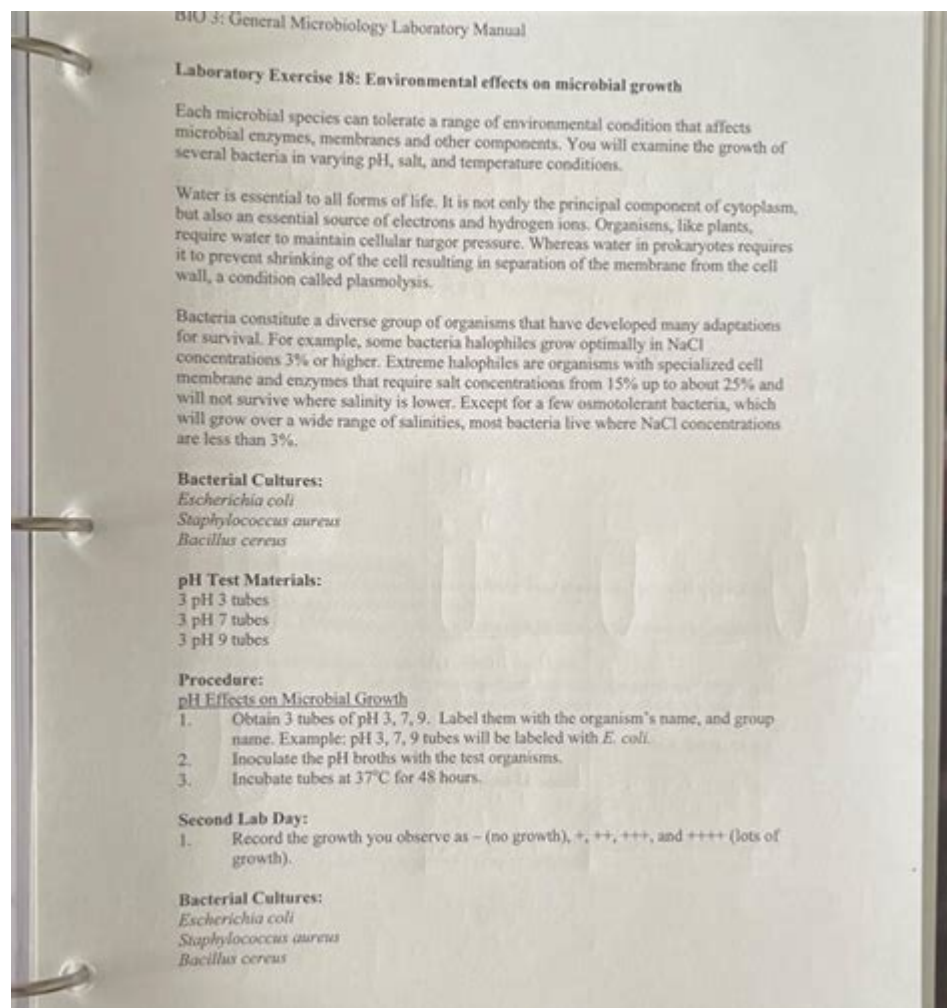 BIO 3: General Microbiology Laboratory Manual
Laboratory Exercise 18: Environmental effects on microbial growth
Each microbial species can tolerate a range of environmental condition that affects
microbial enzymes, membranes and other components. You will examine the growth of
several bacteria in varying pH, salt, and temperature conditions.
Water is essential to all forms of life. It is not only the principal component of cytoplasm,
but also an essential source of electrons and hydrogen ions. Organisms, like plants,
require water to maintain cellular turgor pressure. Whereas water in prokaryotes requires
it to prevent shrinking of the cell resulting in separation of the membrane from the cell
wall, a condition called plasmolysis.
Bacteria constitute a diverse group of organisms that have developed many adaptations
for survival. For example, some bacteria halophiles grow optimally in NaCl
concentrations 3% or higher. Extreme halophiles are organisms with specialized cell
membrane and enzymes that require salt concentrations from 15% up to about 25% and
will not survive where salinity is lower. Except for a few osmotolerant bacteria, which
will grow over a wide range of salinities, most bacteria live where NaCl concentrations
are less than 3%.
Bacterial Cultures:
Escherichia coli
Staphylococcus aureus
Bacillus cereus
pH Test Materials:
3 pH 3 tubes
3 pH 7 tubes
3 pH 9 tubes
Procedure:
pH Effects on Microbial Growth
1. Obtain 3 tubes of pH 3, 7, 9. Label them with the organism's name, and group
name. Example: pH 3, 7, 9 tubes will be labeled with E. coli.
2. Inoculate the pH broths with the test organisms.
3. Incubate tubes at 37°C for 48 hours.
Second Lab Day:
1. Record the growth you observe as – (no growth), +, ++, +++, and ++++ (lots of
growth).
Bacterial Cultures:
Escherichia coli
Staphylococcus aureus
Bacillus cereus